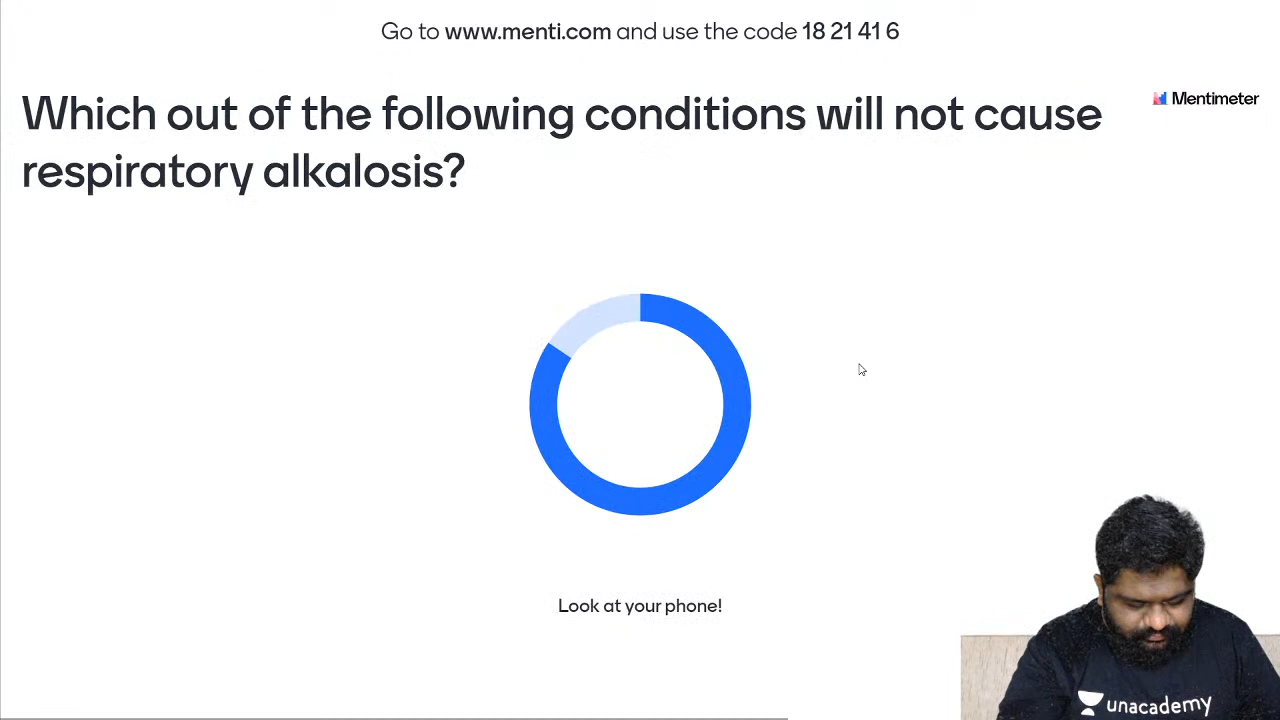 Go to www.menti.com and use the code 18 21 41 6
Which out of the following conditions will not cause
respiratory alkalosis?
Mentimeter
Look at your phone!
unacademy